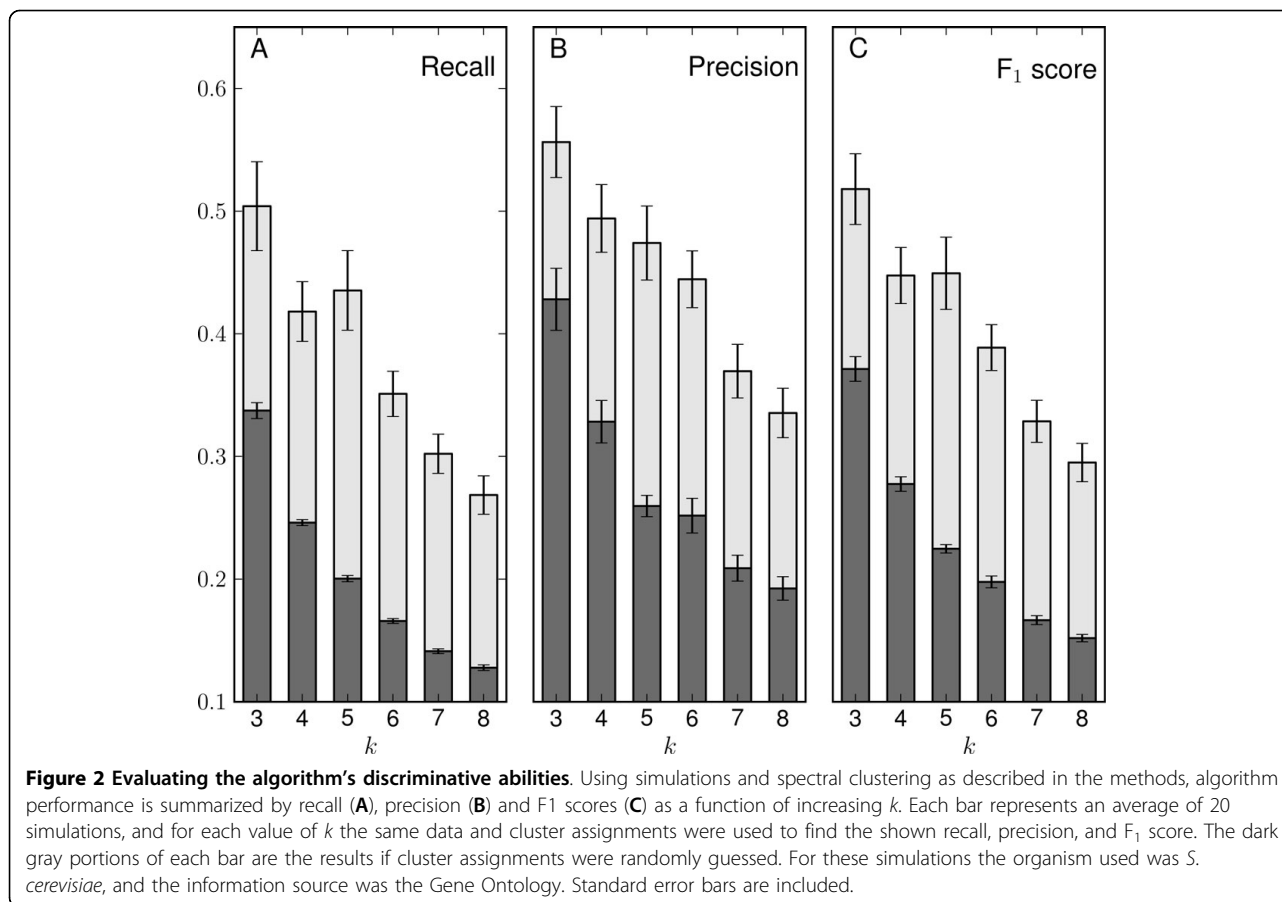 A
Recall
B
Precision
C
F₁ score
0.6
0.5
0.4
0.3
0.2
0.1
3 4 5 6 7 8
k
3 4 5 6 7 8
k
3 4 5 6 7 8
k
Figure 2 Evaluating the algorithm's discriminative abilities. Using simulations and spectral clustering as described in the methods, algorithm
performance is summarized by recall (A), precision (B) and F1 scores (C) as a function of increasing k. Each bar represents an average of 20
simulations, and for each value of k the same data and cluster assignments were used to find the shown recall, precision, and F₁ score. The dark
gray portions of each bar are the results if cluster assignments were randomly guessed. For these simulations the organism used was S.
cerevisiae, and the information source was the Gene Ontology. Standard error bars are included.